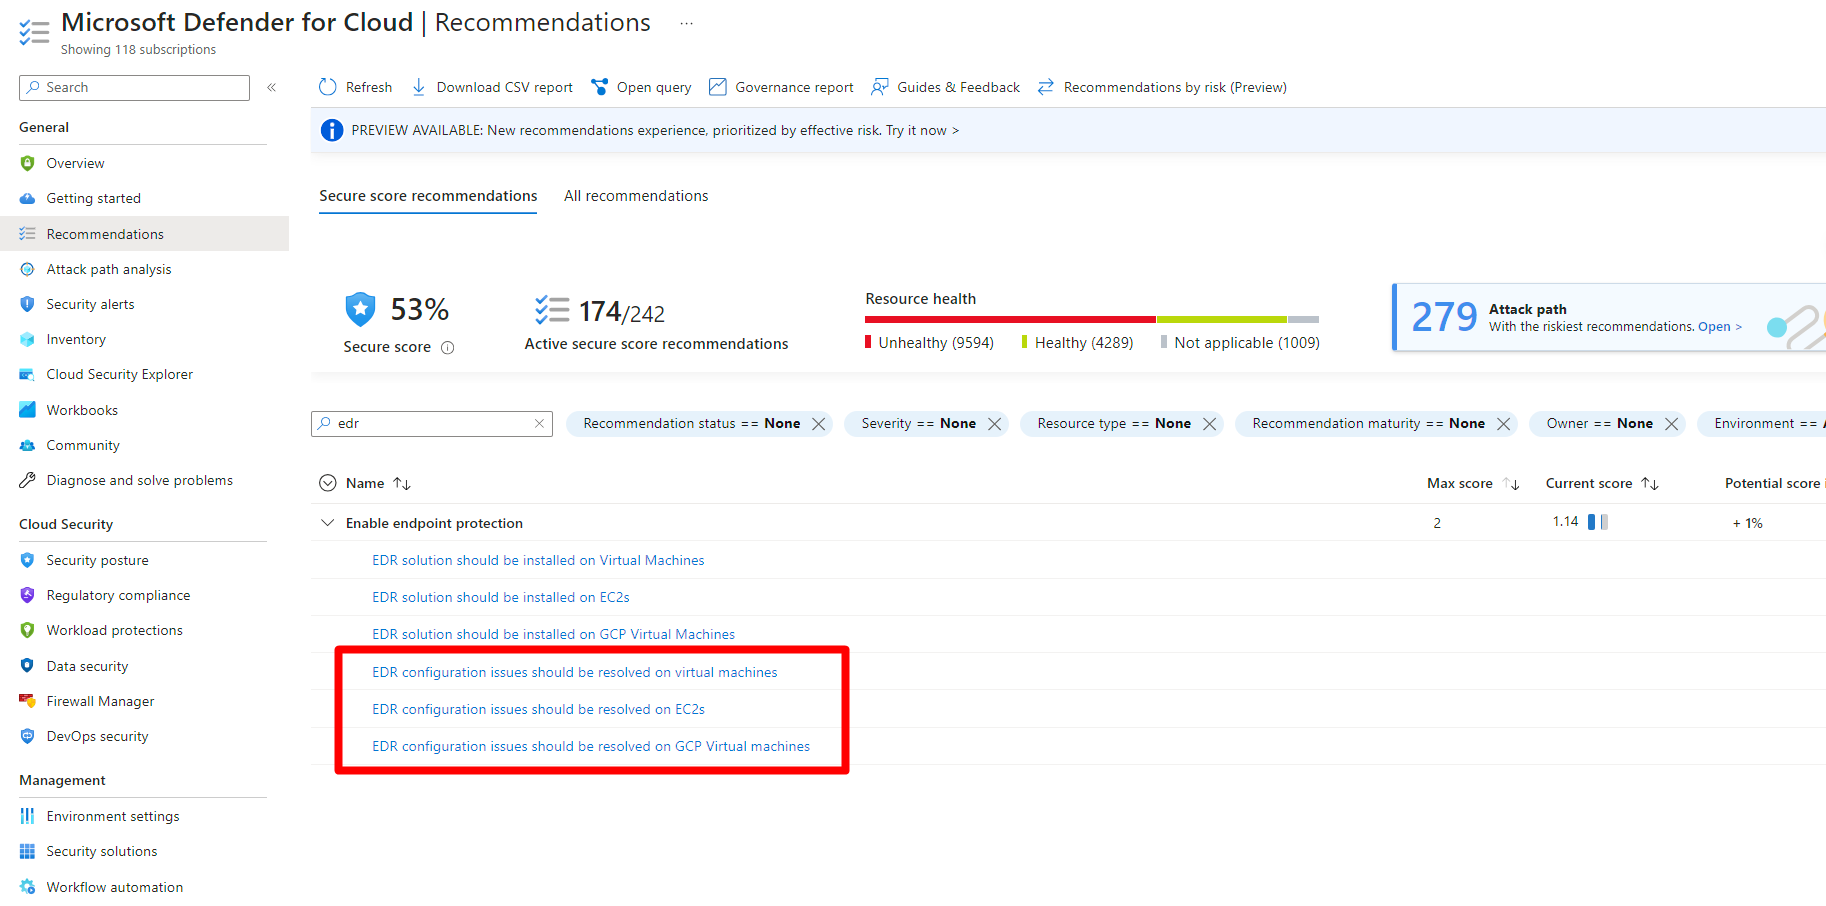 Microsoft Defender for Cloud | Recommendations ...
Showing 118 subscriptions
Search
«
General
Overview
Getting started
Recommendations
Attack path analysis
Security alerts
Inventory
Cloud Security Explorer
Workbooks
Community
Diagnose and solve problems
Cloud Security
Security posture
Regulatory compliance
Workload protections
Data security
Firewall Manager
DevOps security
Management
Environment settings
Security solutions
Workflow automation
Refresh Download CSV report Open query Governance report Guides & Feedback Recommendations by risk (Preview)
PREVIEW AVAILABLE: New recommendations experience, prioritized by effective risk. Try it now >
Secure score recommendations All recommendations
53%
Secure score
174/242
Active secure score recommendations
Resource health
Unhealthy (9594) Healthy (4289) Not applicable (1009)
279
Attack path
With the riskiest recommendations. Open >
edr
Recommendation status == None Severity == None Resource type == None Recommendation maturity == None Owner == None Environment ==
Name Max score Current score Potential score
Enable endpoint protection 2 1.14 + 1%
EDR solution should be installed on Virtual Machines
EDR solution should be installed on EC2s
EDR solution should be installed on GCP Virtual Machines
EDR configuration issues should be resolved on virtual machines
EDR configuration issues should be resolved on EC2s
EDR configuration issues should be resolved on GCP Virtual machines